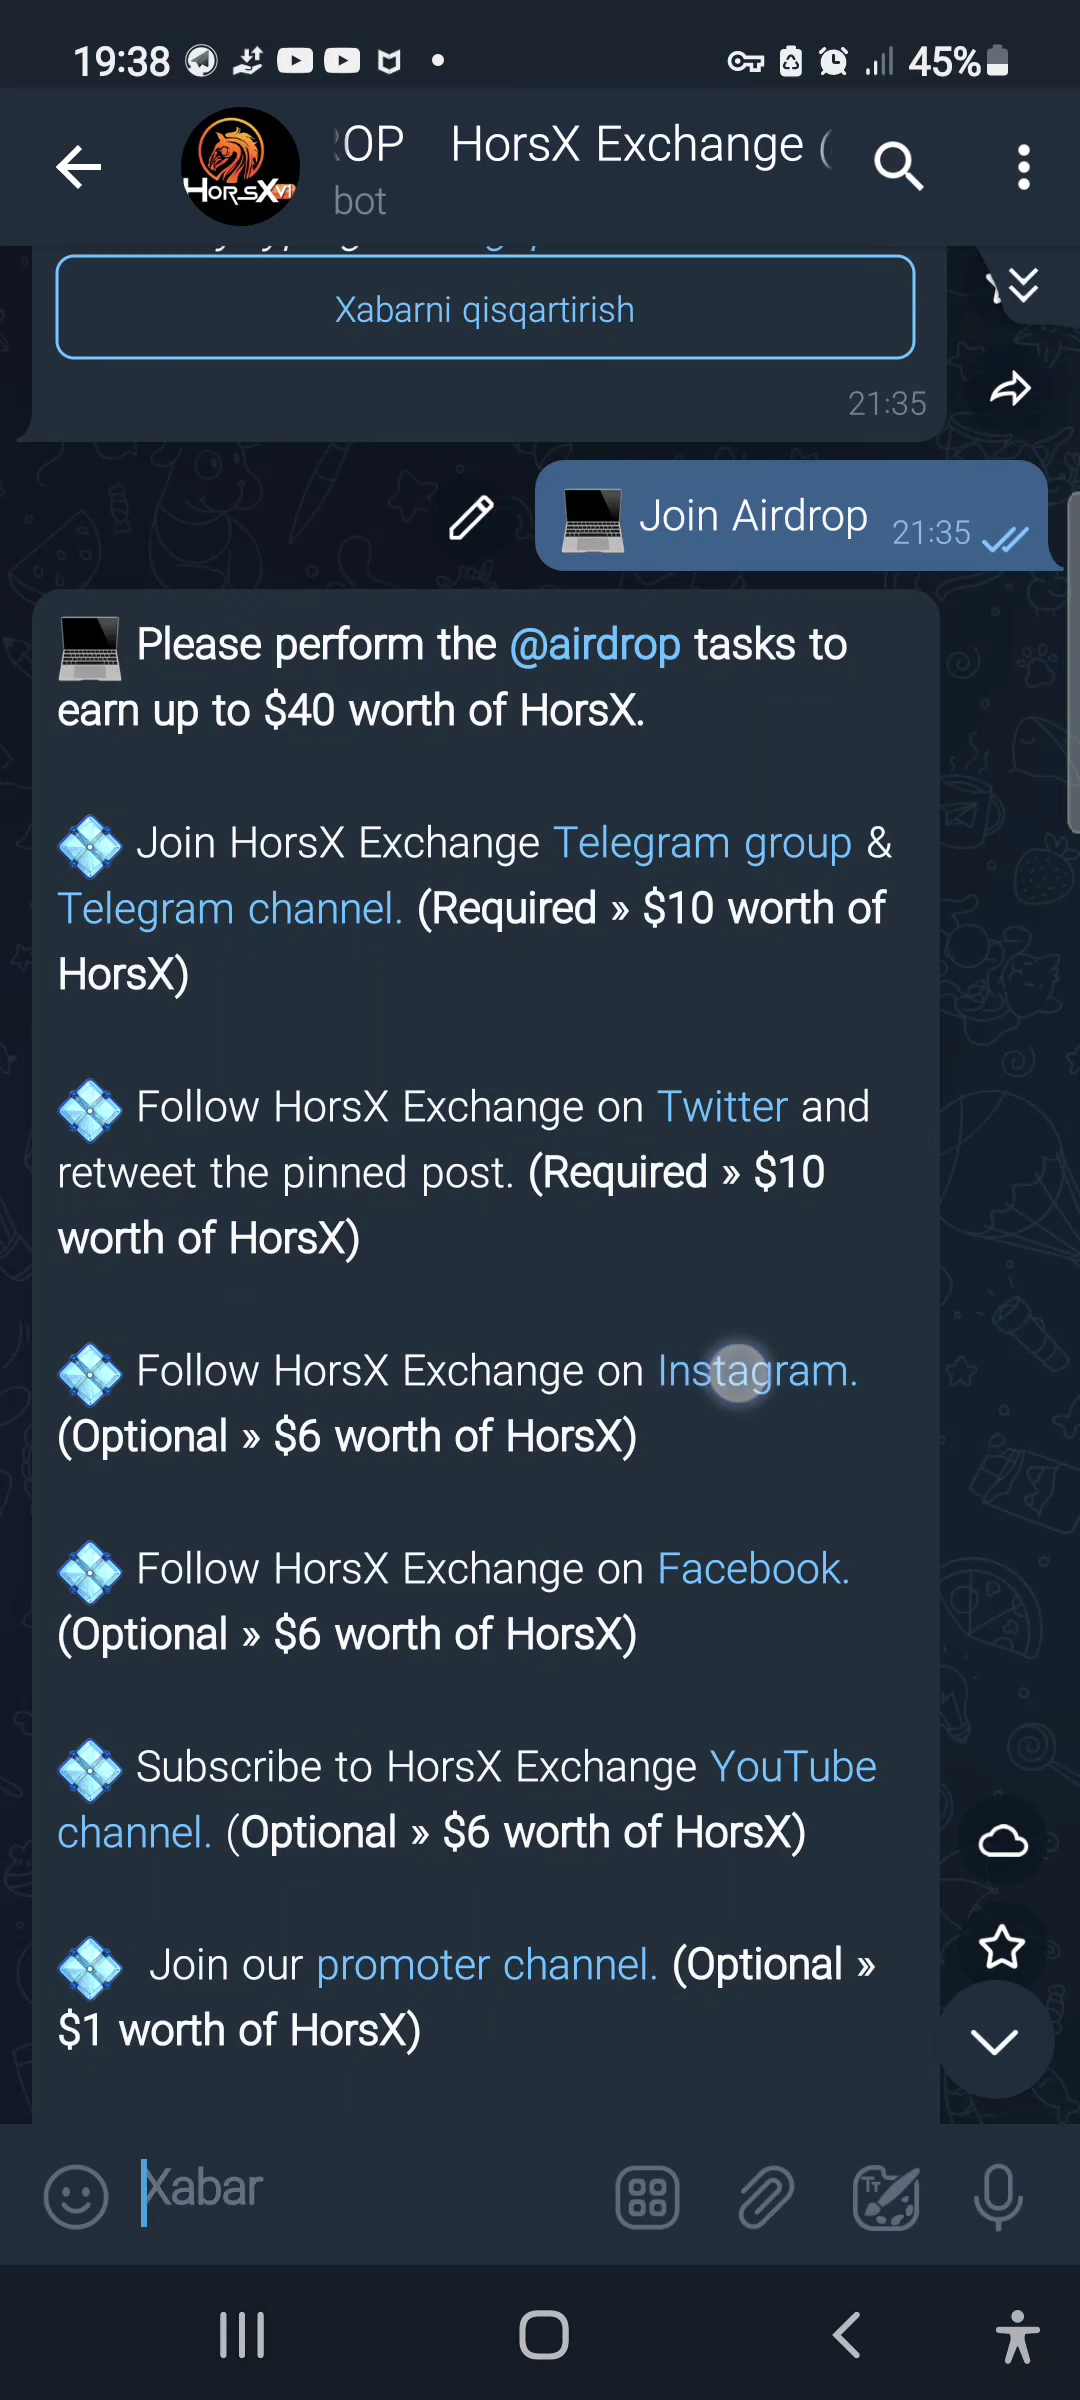 19:38
45%
OP HorsX Exchange (
bot
HORSX V1
Xabarni qisqartirish
21:35
Join Airdrop 21:35
Please perform the @airdrop tasks to
earn up to $40 worth of HorsX.
Join HorsX Exchange Telegram group &
Telegram channel. (Required » $10 worth of
HorsX)
Follow HorsX Exchange on Twitter and
retweet the pinned post. (Required » $10
worth of HorsX)
Follow HorsX Exchange on Instagram.
(Optional » $6 worth of HorsX)
Follow HorsX Exchange on Facebook.
(Optional » $6 worth of HorsX)
Subscribe to HorsX Exchange YouTube
channel. (Optional » $6 worth of HorsX)
Join our promoter channel. (Optional »
$1 worth of HorsX)
Xabar